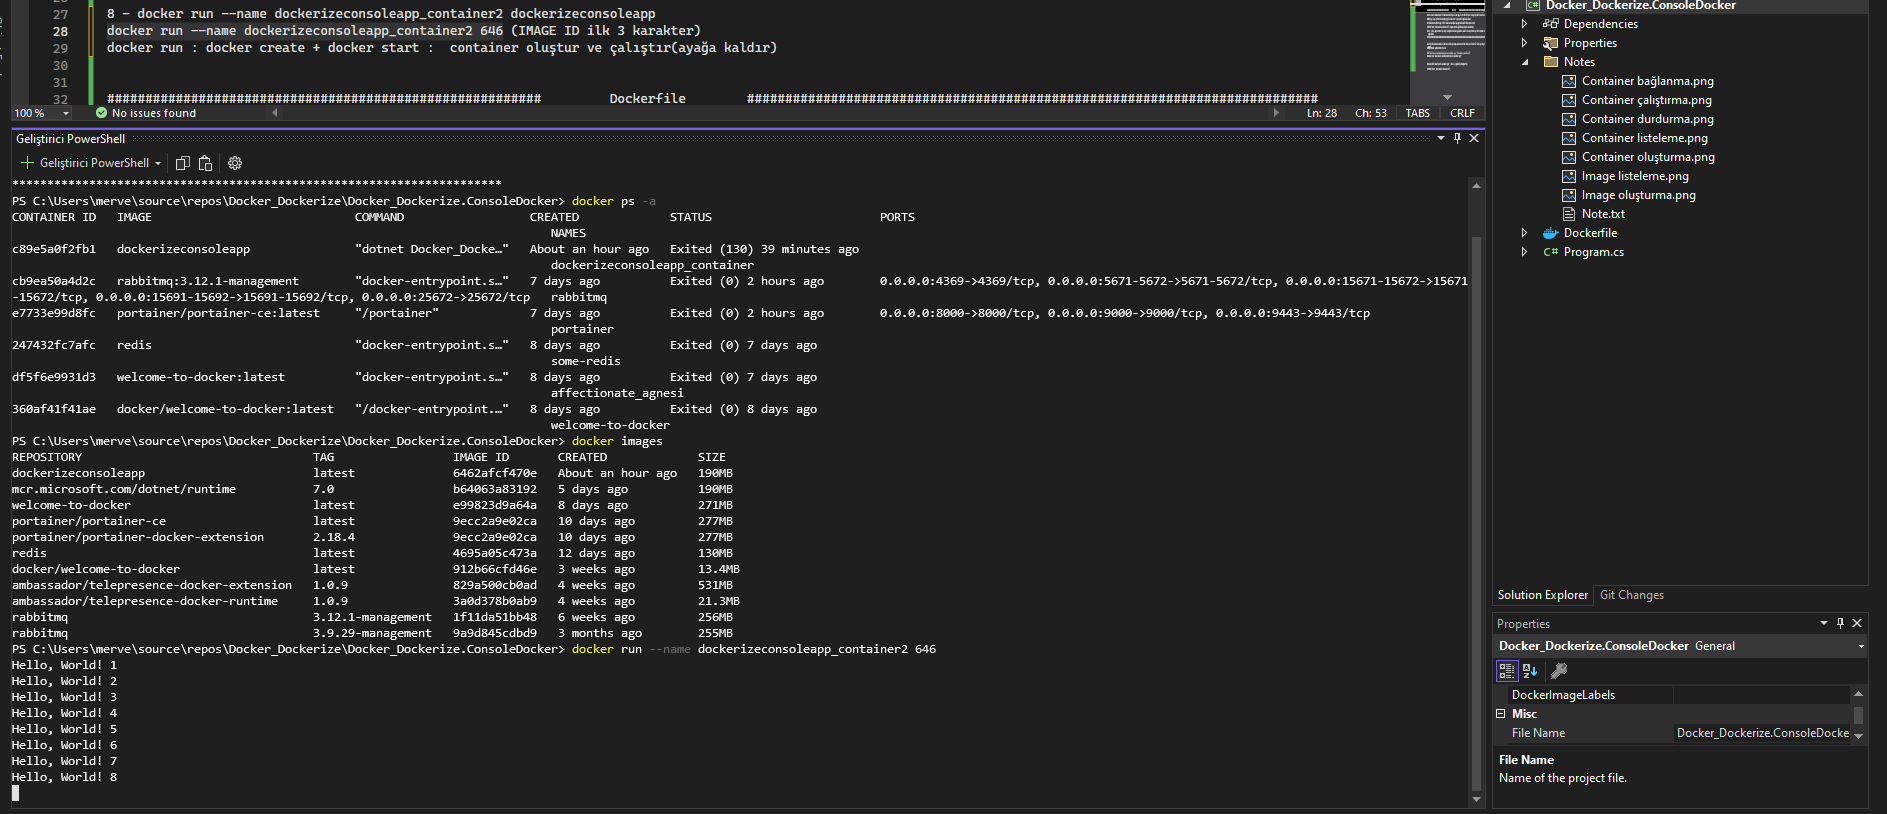 27 8 - docker run --name dockerizeconsoleapp_container2 dockerizeconsoleapp
28 docker run --name dockerizeconsoleapp_container2 646 (IMAGE ID ilk 3 karakter)
29 docker run : docker create + docker start :  container oluştur ve çalıştır(ayağa kaldır)
30
31
32 ######################################################### Dockerfile ###########################################################################
100 % No issues found Ln: 28 Ch: 53 TABS CRLF
Geliştirici PowerShell
Geliştirici PowerShell
**********************************************************************
PS C:\Users\merve\source\repos\Docker_Dockerize\Docker_Dockerize.ConsoleDocker> docker ps -a
CONTAINER ID IMAGE COMMAND CREATED STATUS PORTS
NAMES
c89e5a0f2fb1 dockerizeconsoleapp "dotnet Docker_Docke…" About an hour ago Exited (130) 39 minutes ago
dockerizeconsoleapp_container
cb9ea50a4d2c rabbitmq:3.12.1-management "docker-entrypoint.s…" 7 days ago Exited (0) 2 hours ago 0.0.0.0:4369->4369/tcp, 0.0.0.0:5671-5672->5671-5672/tcp, 0.0.0.0:15671-15672->15671
-15672/tcp, 0.0.0.0:15691-15692->15691-15692/tcp, 0.0.0.0:25672->25672/tcp rabbitmq
e7733e99d8fc portainer/portainer-ce:latest "/portainer" 7 days ago Exited (0) 2 hours ago 0.0.0.0:8000->8000/tcp, 0.0.0.0:9000->9000/tcp, 0.0.0.0:9443->9443/tcp
portainer
247432fc7afc redis "docker-entrypoint.s…" 8 days ago Exited (0) 7 days ago
some-redis
df5f6e9931d3 welcome-to-docker:latest "docker-entrypoint.s…" 8 days ago Exited (0) 7 days ago
affectionate_agnesi
360af41f41ae docker/welcome-to-docker:latest "/docker-entrypoint.…" 8 days ago Exited (0) 8 days ago
welcome-to-docker
PS C:\Users\merve\source\repos\Docker_Dockerize\Docker_Dockerize.ConsoleDocker> docker images
REPOSITORY TAG IMAGE ID CREATED SIZE
dockerizeconsoleapp latest 6462afcf470e About an hour ago 190MB
mcr.microsoft.com/dotnet/runtime 7.0 b64063a83192 5 days ago 190MB
welcome-to-docker latest e99823d9a64a 8 days ago 271MB
portainer/portainer-ce latest 9ecc2a9e02ca 10 days ago 277MB
portainer/portainer-docker-extension 2.18.4 9ecc2a9e02ca 10 days ago 277MB
redis latest 4695a05c473a 12 days ago 130MB
docker/welcome-to-docker latest 912b66cfd46e 3 weeks ago 13.4MB
ambassador/telepresence-docker-extension 1.0.9 829a500cb0ad 4 weeks ago 531MB
ambassador/telepresence-docker-runtime 1.0.9 3a0d378b0ab9 4 weeks ago 21.3MB
rabbitmq 3.12.1-management 1f11da51bb48 6 weeks ago 256MB
rabbitmq 3.9.29-management 9a9d845cdbd9 3 months ago 255MB
PS C:\Users\merve\source\repos\Docker_Dockerize\Docker_Dockerize.ConsoleDocker> docker run --name dockerizeconsoleapp_container2 646
Hello, World! 1
Hello, World! 2
Hello, World! 3
Hello, World! 4
Hello, World! 5
Hello, World! 6
Hello, World! 7
Hello, World! 8
C# Docker_Dockerize.ConsoleDocker
Dependencies
Properties
Notes
Container bağlanma.png
Container çalıştırma.png
Container durdurma.png
Container listeleme.png
Container oluşturma.png
Image listeleme.png
Image oluşturma.png
Note.txt
Dockerfile
C# Program.cs
Solution Explorer Git Changes
Properties
Docker_Dockerize.ConsoleDocker General
DockerImageLabels
Misc
File Name Docker_Dockerize.ConsoleDocke
File Name
Name of the project file.